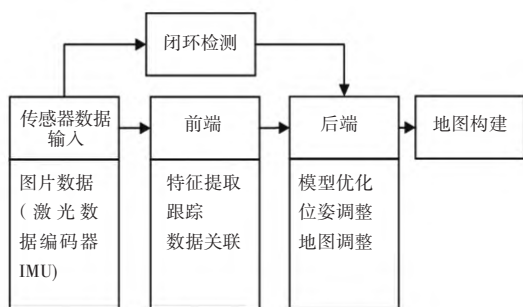 闭环检测
传感器数据
输入
前端
后端
地图构建
图片数据
(激光数
据编码器
IMU)
特征提取
跟踪
数据关联
模型优化
位姿调整
地图调整